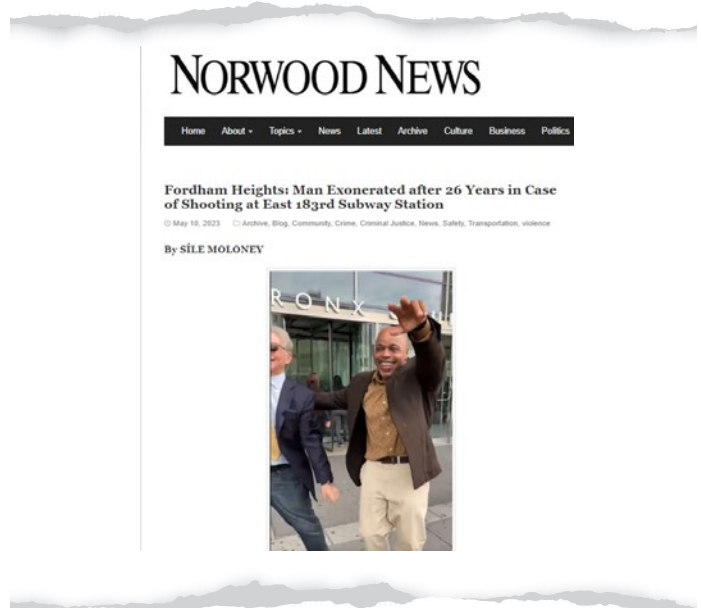 NORWOOD NEWS
Home About Topics News Latest Archive Culture Business Politics
Fordham Heights: Man Exonerated after 26 Years in Case
of Shooting at East 183rd Subway Station
May 10, 2023 Archive, Blog, Community, Crime, Criminal Justice, News, Safety, Transportation, violence
By SÍLE MOLONEY
RONX